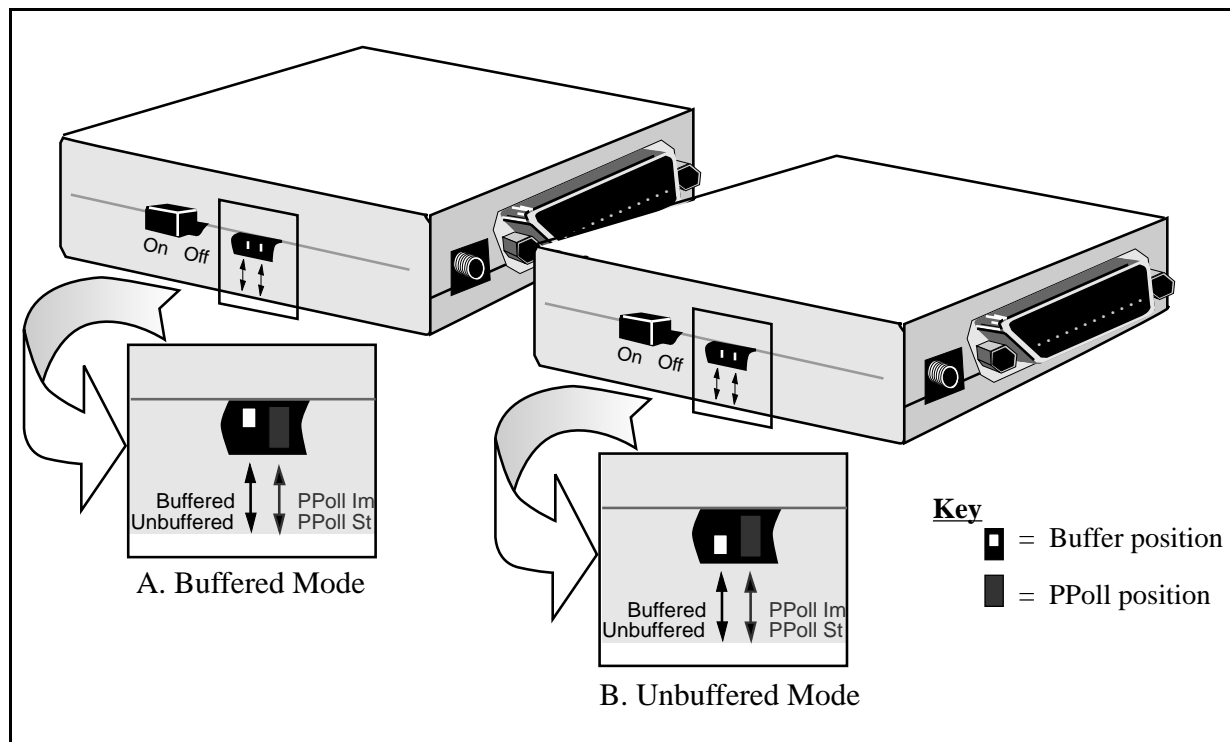 On Off
Buffered PPoll Im
Unbuffered PPoll St
A. Buffered Mode
On Off
Buffered PPoll Im
Unbuffered PPoll St
B. Unbuffered Mode
Key
= Buffer position
= PPoll position